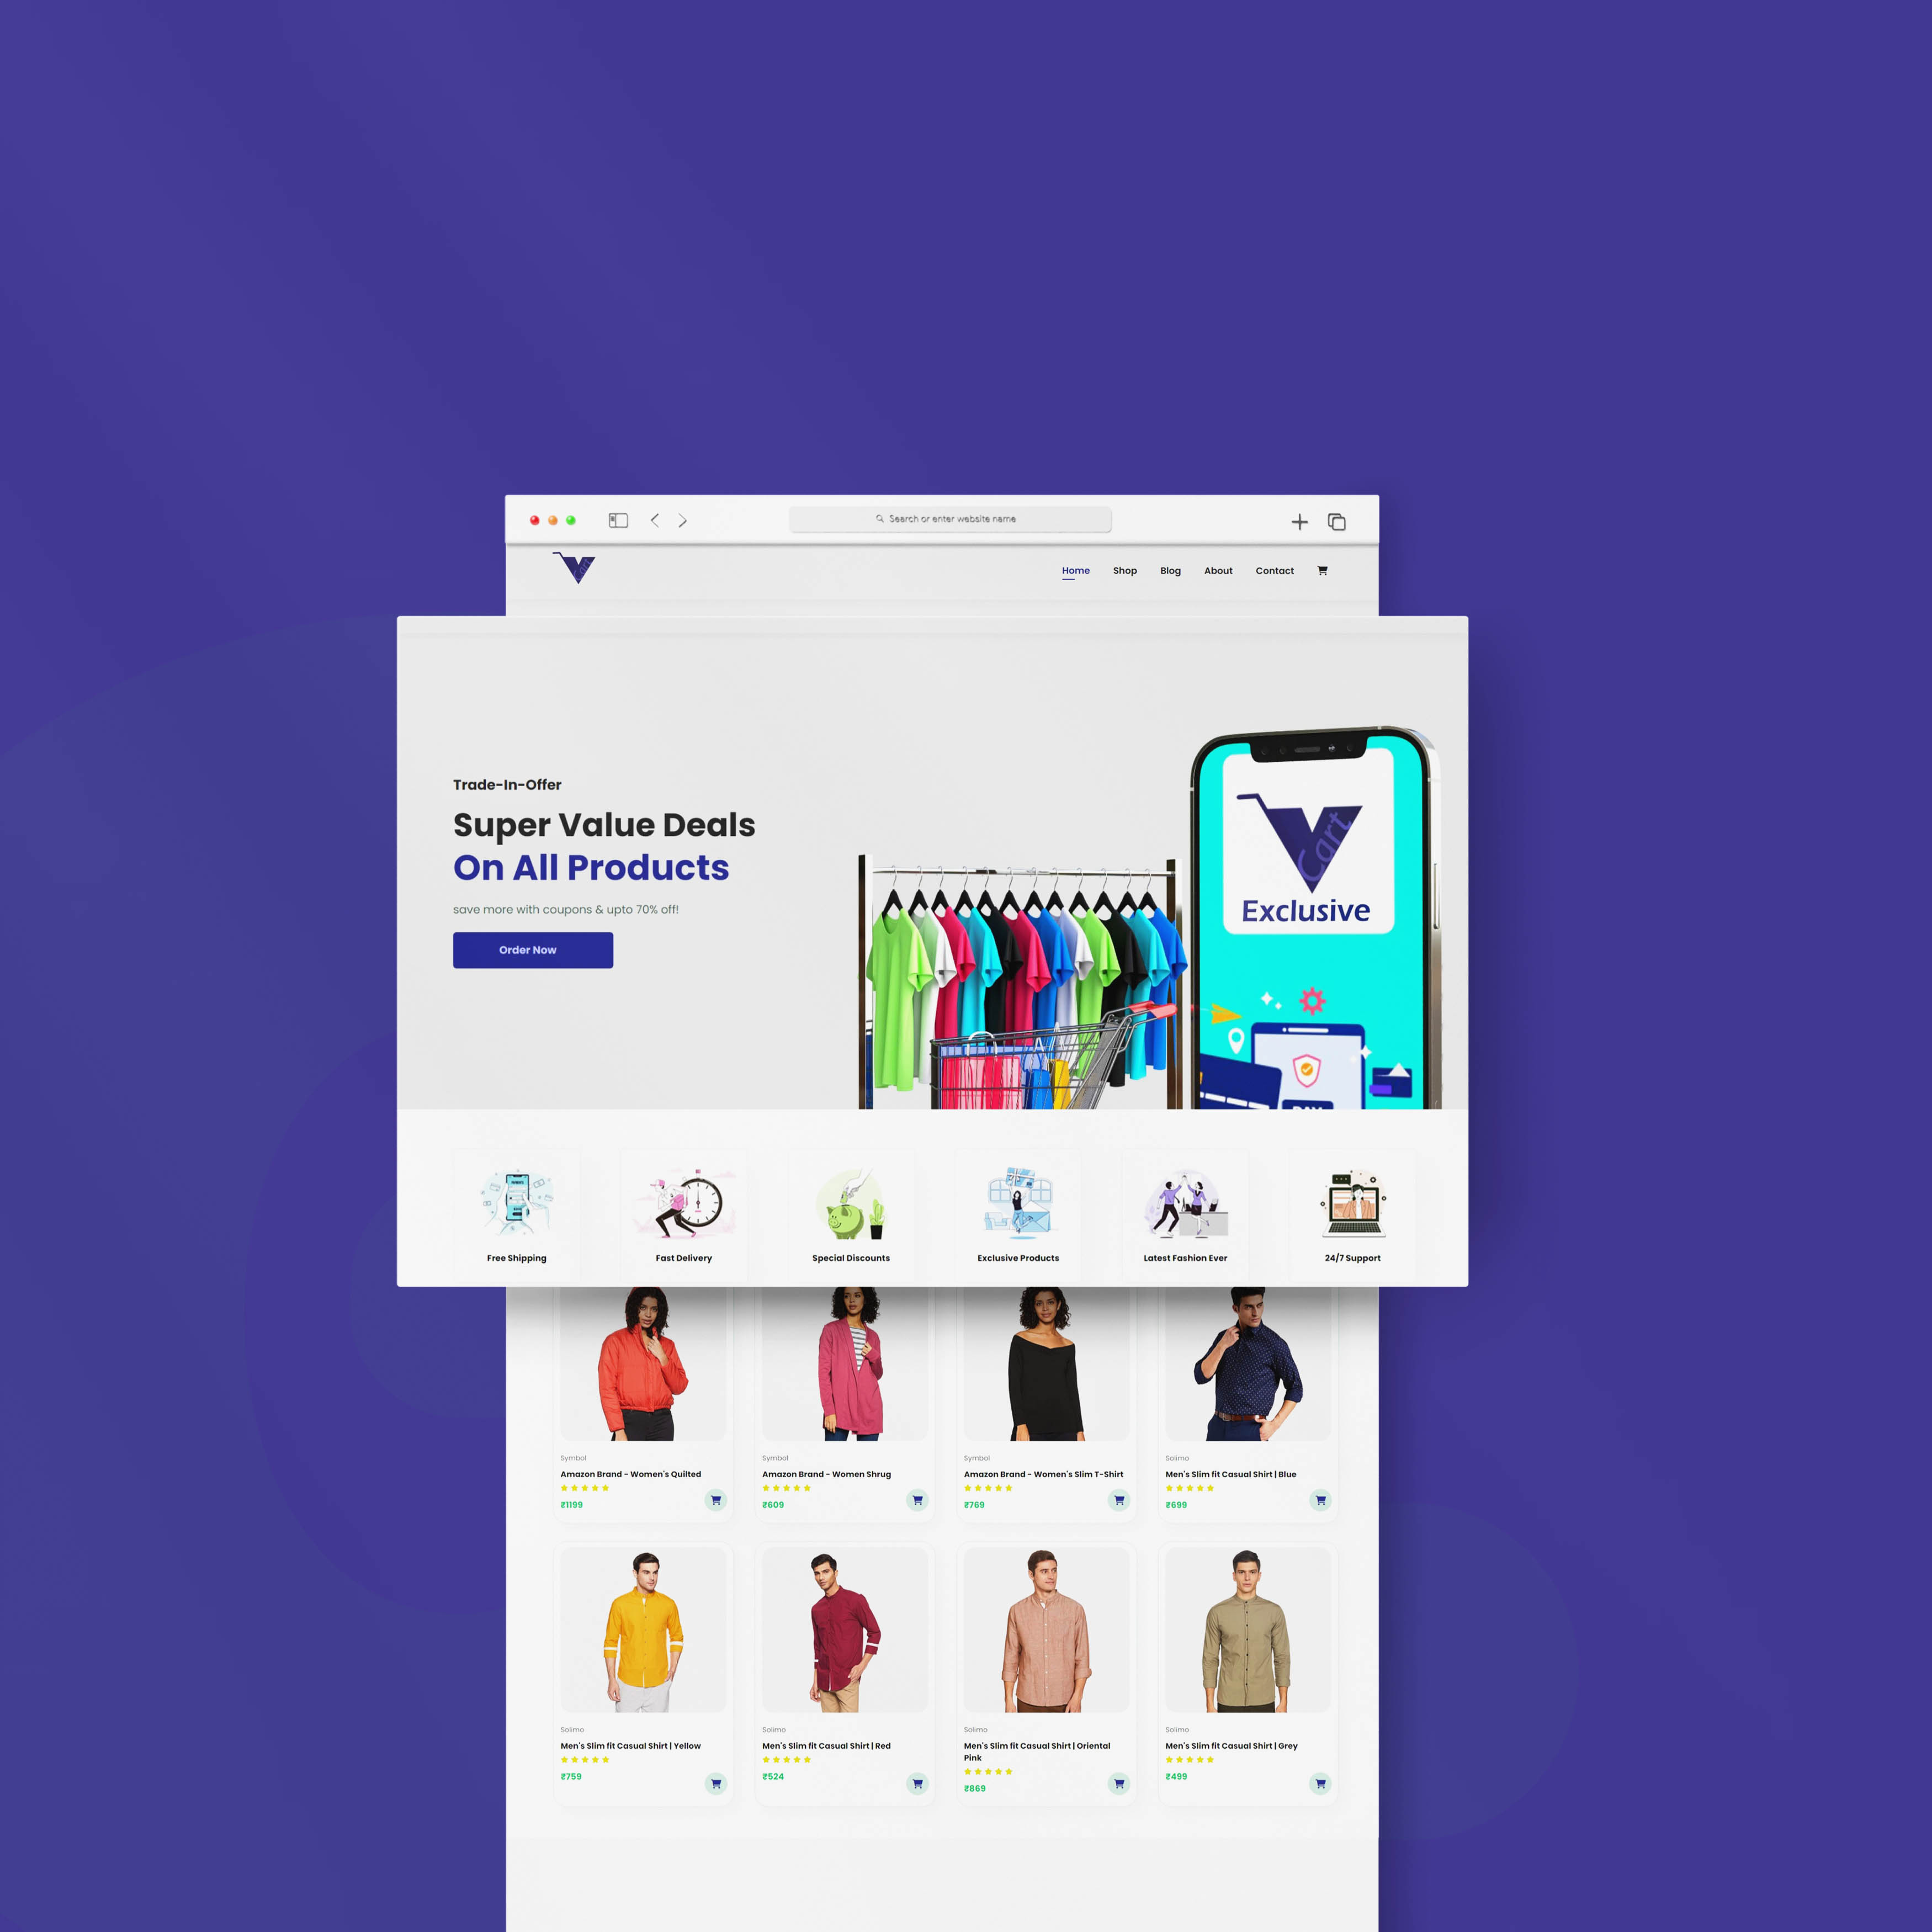 Search or enter website name
Cart
Home Shop Blog About Contact
Trade-In-Offer
Super Value Deals
On All Products
save more with coupons & upto 70% off!
Order Now
Cart
Exclusive
Free Shipping
Fast Delivery
Special Discounts
Exclusive Products
Latest Fashion Ever
24/7 Support
Symbol
Amazon Brand - Women's Quilted
₹1199
Symbol
Amazon Brand - Women Shrug
₹609
Symbol
Amazon Brand - Women's Slim T-Shirt
₹769
Solimo
Men's Slim fit Casual Shirt | Blue
₹699
Solimo
Men's Slim fit Casual Shirt | Yellow
₹759
Solimo
Men's Slim fit Casual Shirt | Red
₹524
Solimo
Men's Slim fit Casual Shirt | Oriental
Pink
₹869
Solimo
Men's Slim fit Casual Shirt | Grey
₹499